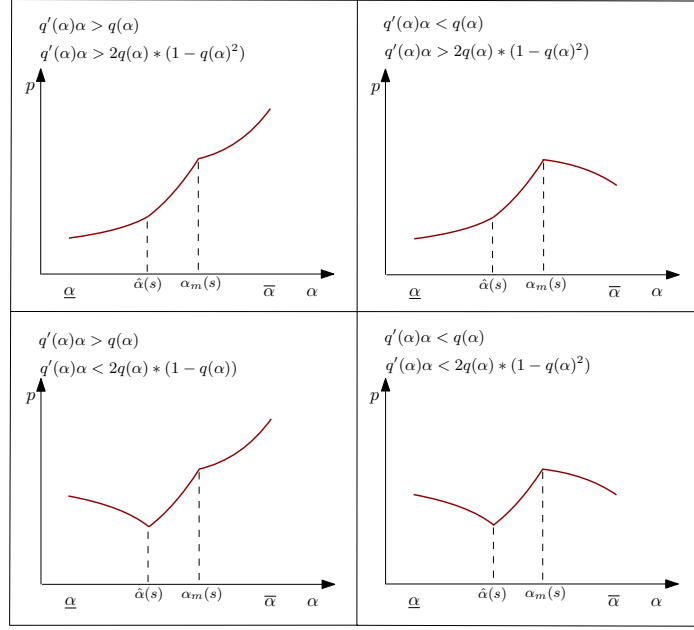 q′(α)α > q(α)
q′(α)α > 2q(α) ∗ (1 − q(α)²)
p
α̂(s)
α_m(s)
α̲
α̅
α
q′(α)α < q(α)
q′(α)α > 2q(α) ∗ (1 − q(α)²)
p
α̂(s)
α_m(s)
α̲
α̅
α
q′(α)α > q(α)
q′(α)α < 2q(α) ∗ (1 − q(α))
p
α̲
α̂(s)
α_m(s)
α̅
α
q′(α)α < q(α)
q′(α)α < 2q(α) ∗ (1 − q(α)²)
p
α̲
α̂(s)
α_m(s)
α̅
α